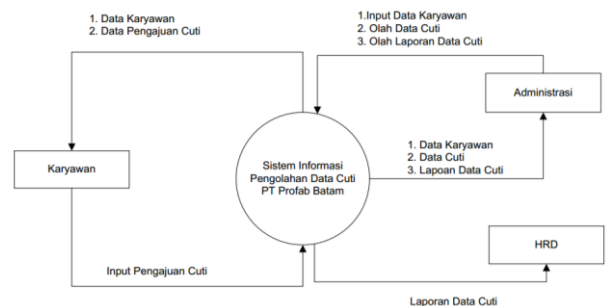 1. Data Karyawan
2. Data Pengajuan Cuti
1.Input Data Karyawan
2. Olah Data Cuti
3. Olah Laporan Data Cuti
Administrasi
Karyawan
Sistem Informasi
Pengolahan Data Cuti
PT Profab Batam
1. Data Karyawan
2. Data Cuti
3. Lapoan Data Cuti
HRD
Input Pengajuan Cuti
Laporan Data Cuti